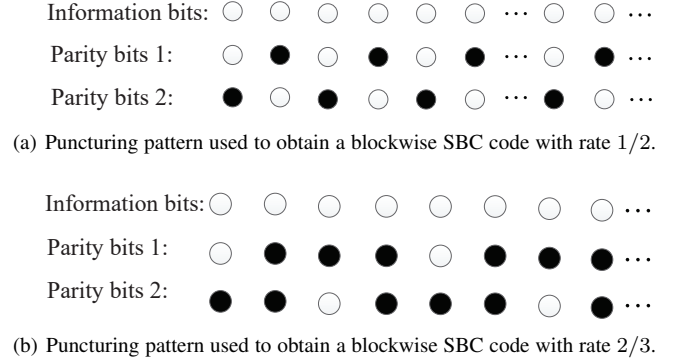 Information bits: ··· ···
Parity bits 1: ··· ···
Parity bits 2: ··· ···
(a) Puncturing pattern used to obtain a blockwise SBC code with rate 1/2.
Information bits: ···
Parity bits 1: ···
Parity bits 2: ···
(b) Puncturing pattern used to obtain a blockwise SBC code with rate 2/3.